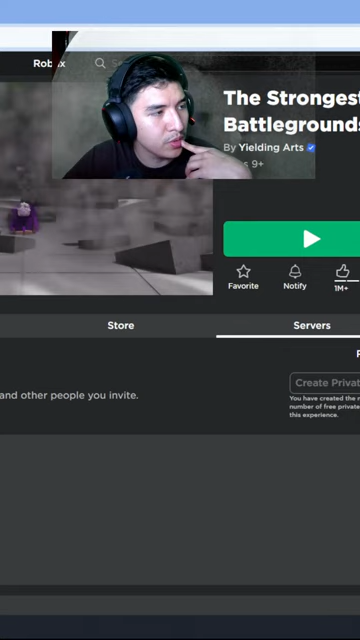 The Strongest
Battlegrounds
By Yielding Arts
9+
Favorite
Notify
1M+
Store
Servers
and other people you invite.
Create Privat
You have created the
number of free private
this experience.